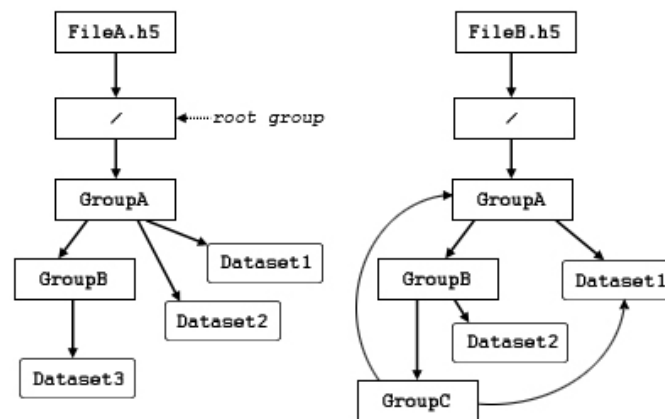 FileA.h5
/
root group
GroupA
Dataset1
GroupB
Dataset2
Dataset3
FileB.h5
/
GroupA
Dataset1
GroupB
Dataset2
GroupC